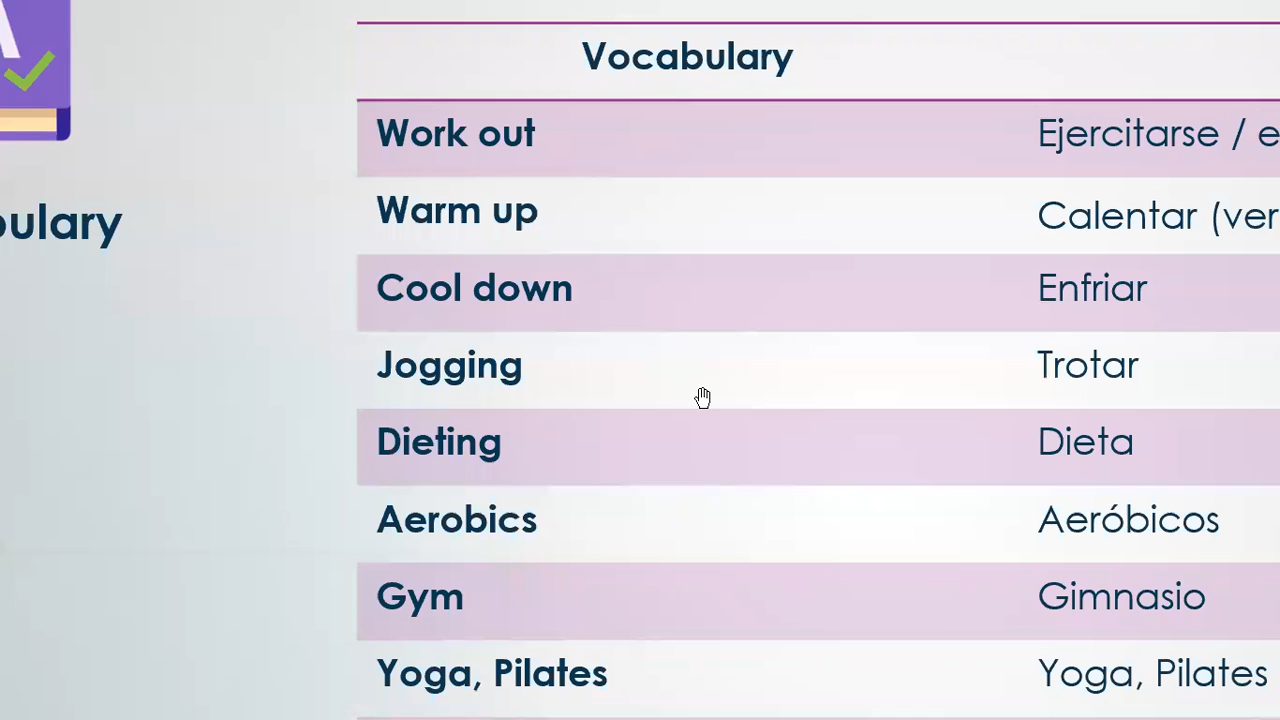 Vocabulary
Work out Ejercitarse /
Warm up Calentar
Cool down Enfriar
Jogging Trotar
Dieting Dieta
Aerobics Aeróbicos
Gym Gimnasio
Yoga, Pilates Yoga, Pilates